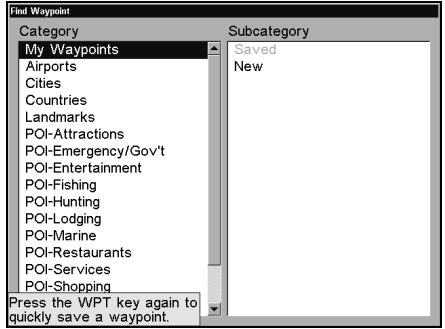 Find Waypoint
Category
Subcategory
My Waypoints
Airports
Cities
Countries
Landmarks
POI-Attractions
POI-Emergency/Gov't
POI-Entertainment
POI-Fishing
POI-Hunting
POI-Lodging
POI-Marine
POI-Restaurants
POI-Services
POI-Shopping
Saved
New
Press the WPT key again to
quickly save a waypoint.